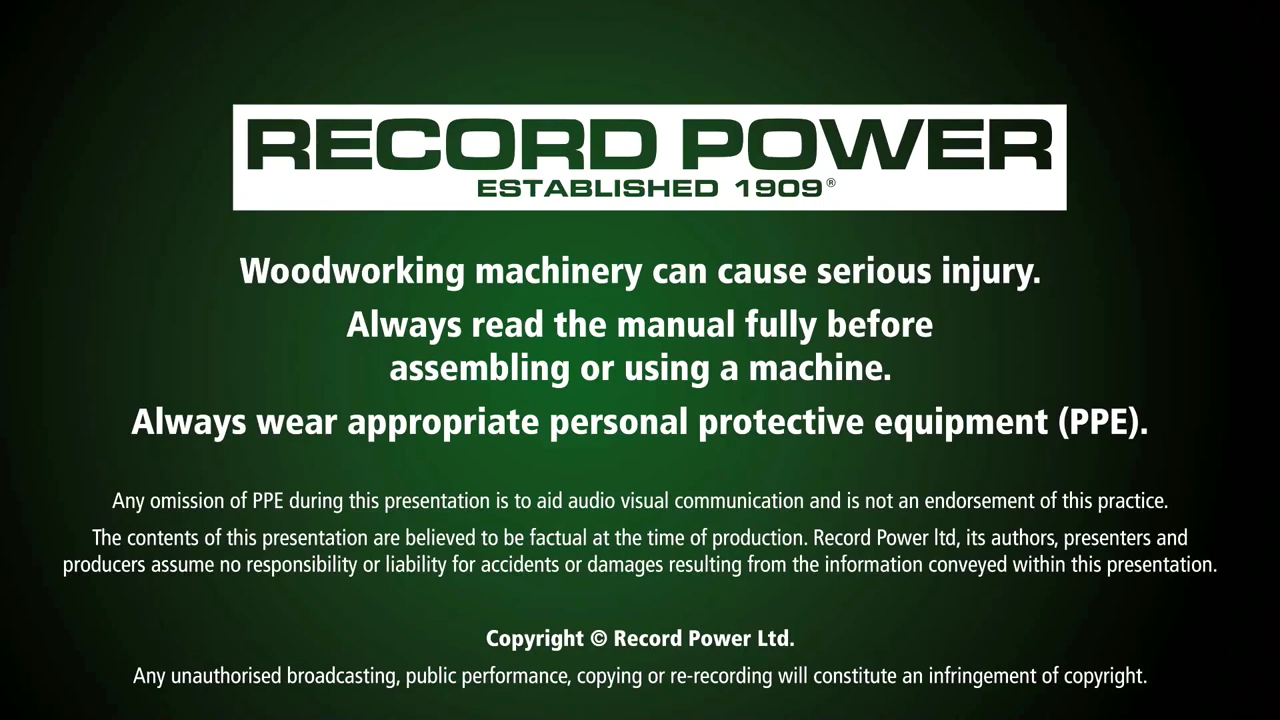 RECORD POWER
ESTABLISHED 1909®
Woodworking machinery can cause serious injury.
Always read the manual fully before
assembling or using a machine.
Always wear appropriate personal protective equipment (PPE).
Any omission of PPE during this presentation is to aid audio visual communication and is not an endorsement of this practice.
The contents of this presentation are believed to be factual at the time of production. Record Power ltd, its authors, presenters and
producers assume no responsibility or liability for accidents or damages resulting from the information conveyed within this presentation.
Copyright © Record Power Ltd.
Any unauthorised broadcasting, public performance, copying or re-recording will constitute an infringement of copyright.